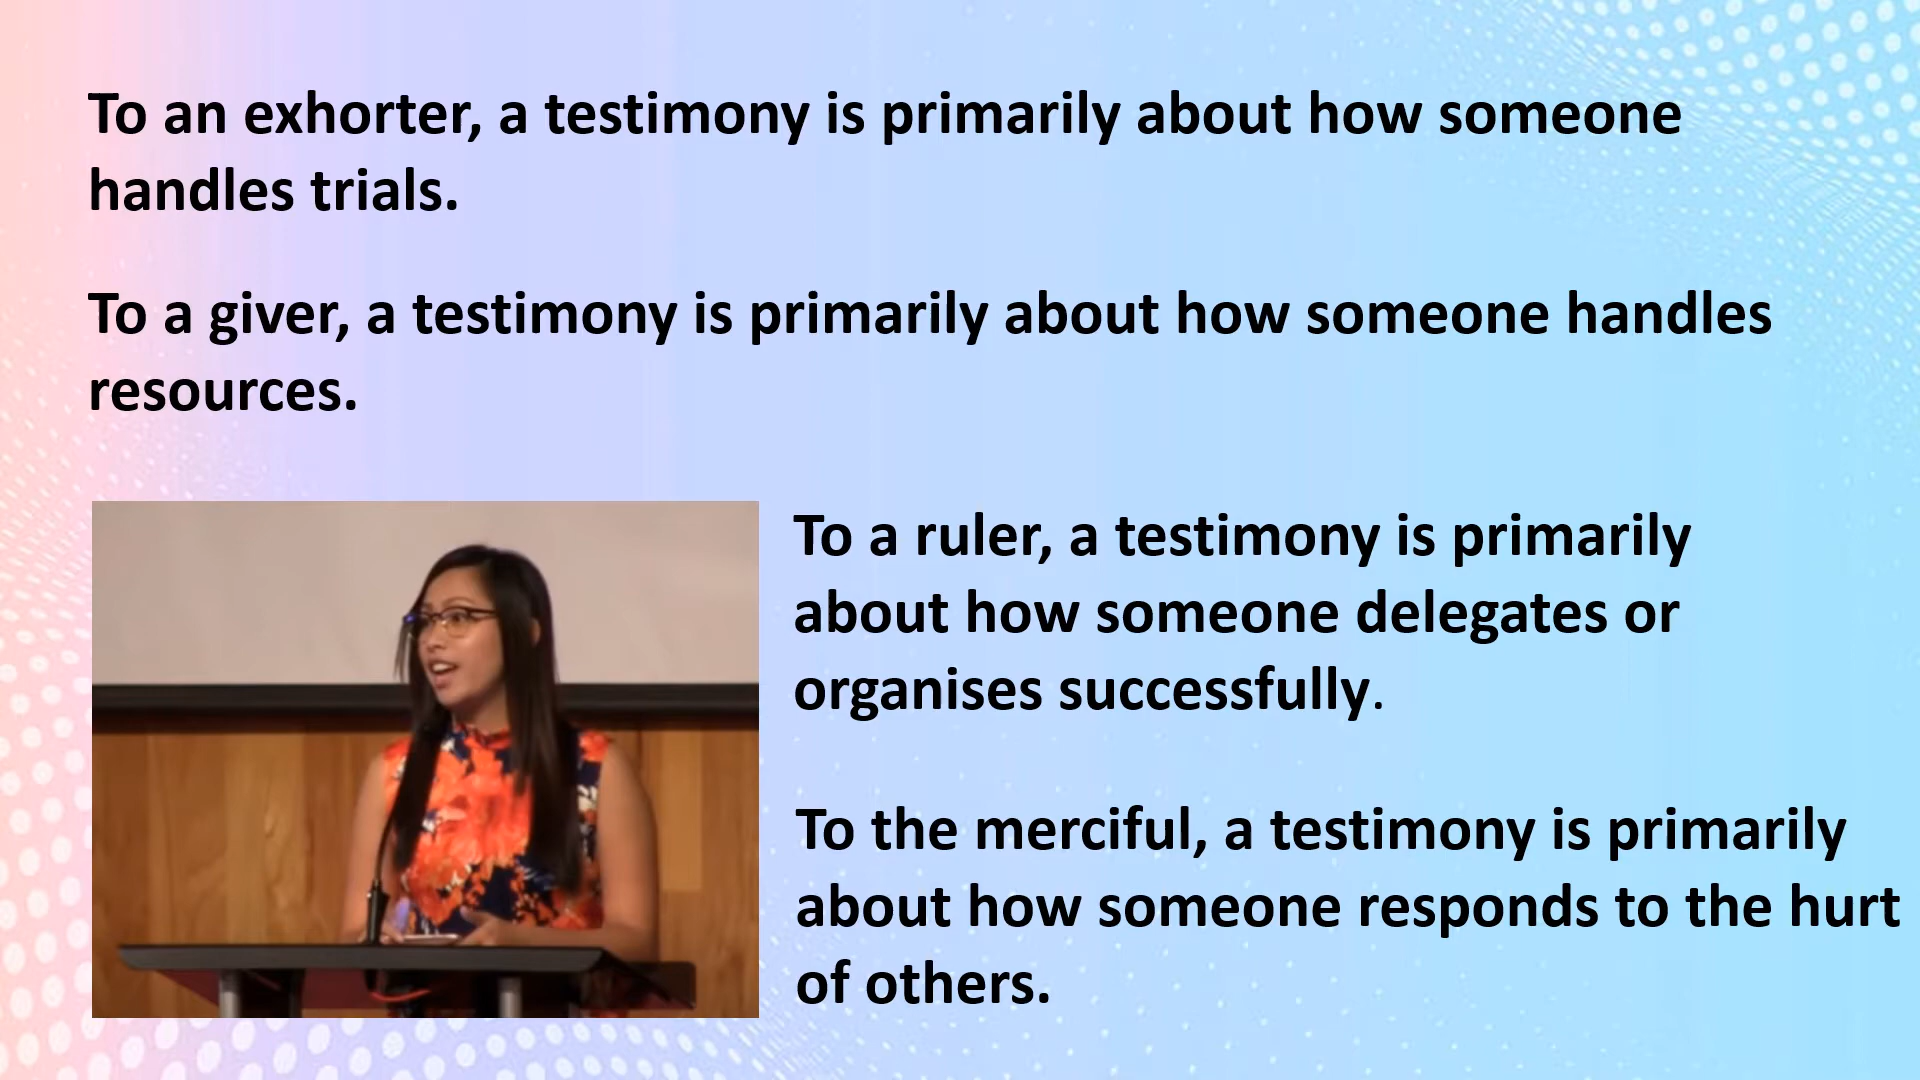 To an exhorter, a testimony is primarily about how someone
handles trials.
To a giver, a testimony is primarily about how someone handles
resources.
To a ruler, a testimony is primarily
about how someone delegates or
organises successfully.
To the merciful, a testimony is primarily
about how someone responds to the hurt
of others.